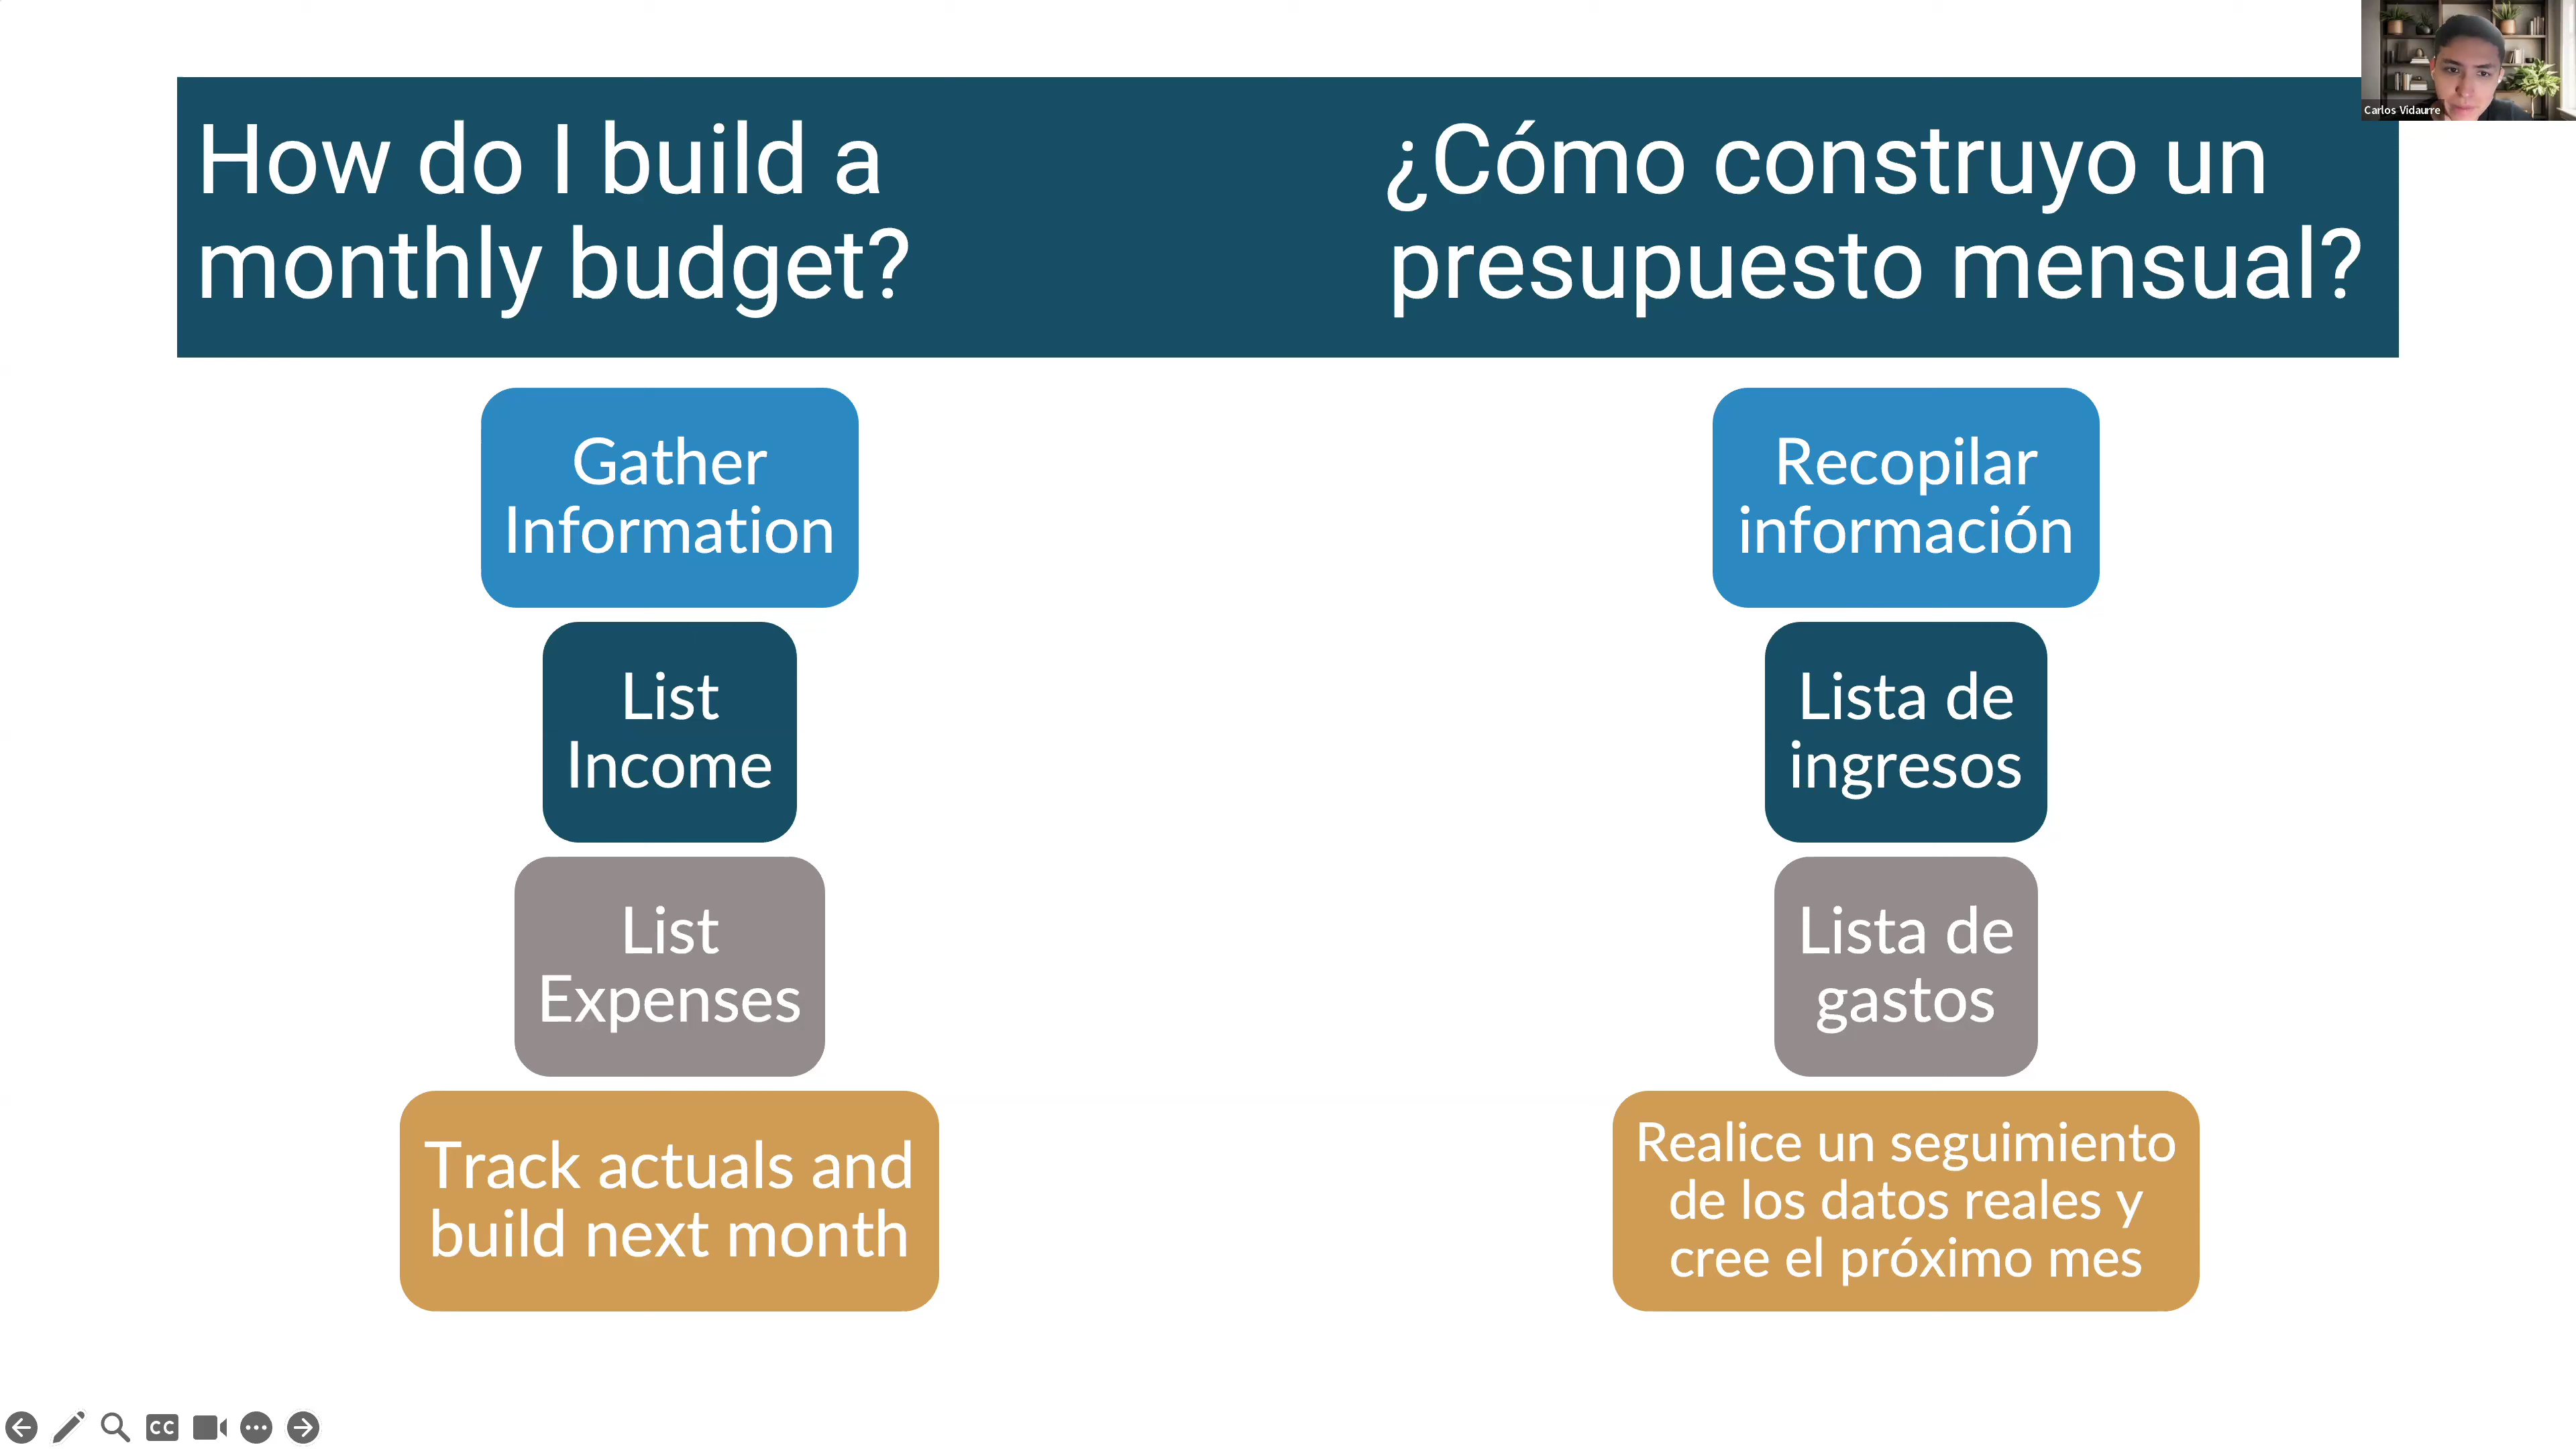 How do I build a
monthly budget?
¿Cómo construyo un
presupuesto mensual?
Carlos Vidaurre
Gather
Information
List
Income
List
Expenses
Track actuals and
build next month
Recopilar
información
Lista de
ingresos
Lista de
gastos
Realice un seguimiento
de los datos reales y
cree el próximo mes
CC